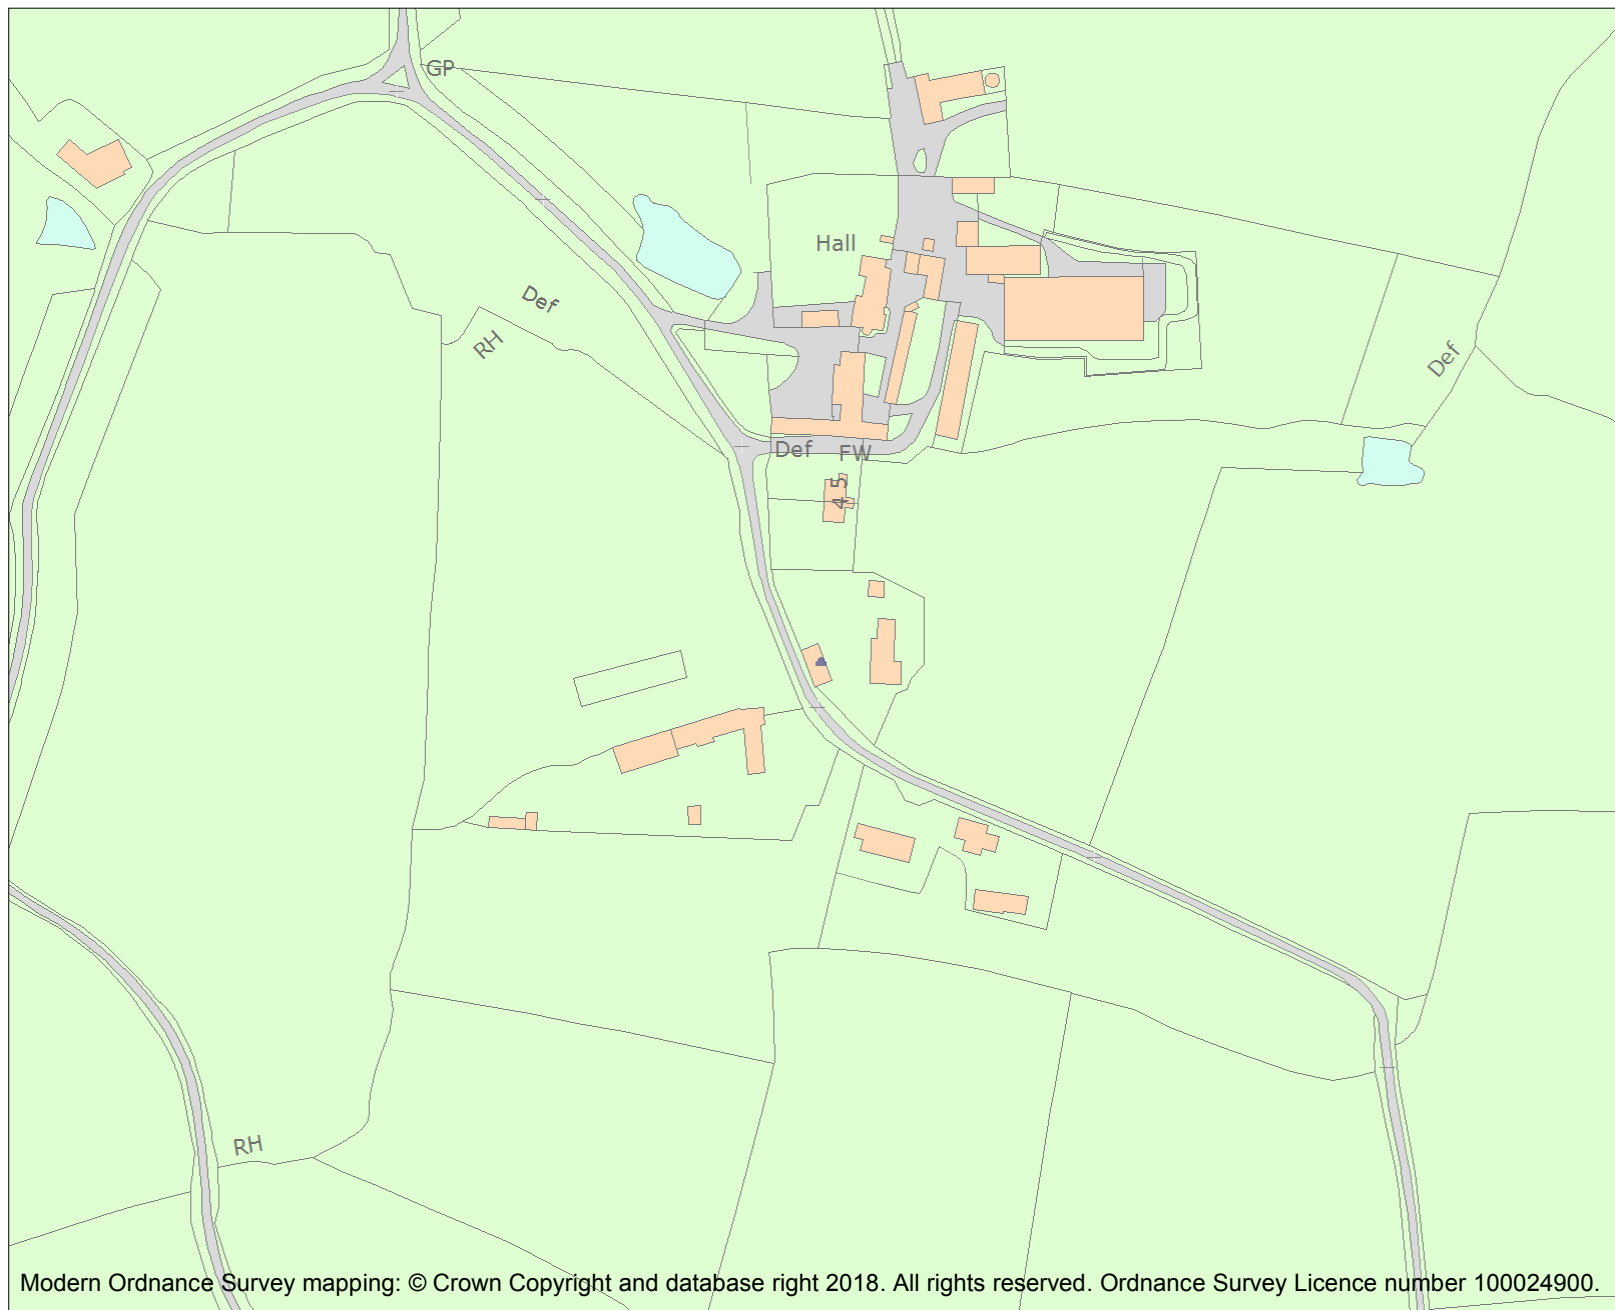 GP
Hall
Def
RH
Def
Def
FW
45
RH
Modern Ordnance Survey mapping: © Crown Copyright and database right 2018. All rights reserved. Ordnance Survey Licence number 100024900.